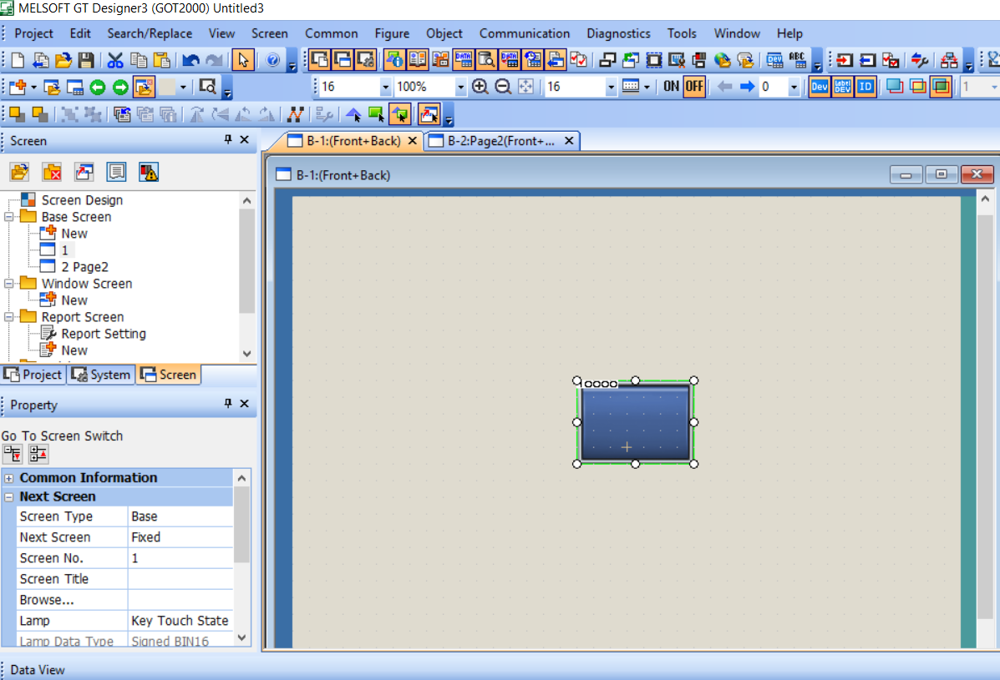 MELSOFT GT Designer3 (GOT2000) Untitled3
Project Edit Search/Replace View Screen Common Figure Object Communication Diagnostics Tools Window Help
16 100% 16 ON OFF 0 Dev ID 1
Screen
B-1:(Front+Back) B-2:Page2(Front+...
B-1:(Front+Back)
Screen Design
Base Screen
New
1
2 Page2
Window Screen
New
Report Screen
Report Setting
New
Project System Screen
Property
Go To Screen Switch
Common Information
Next Screen
Screen Type Base
Next Screen Fixed
Screen No. 1
Screen Title
Browse...
Lamp Key Touch State
Lamp Data Type Signed BIN16
10000
Data View